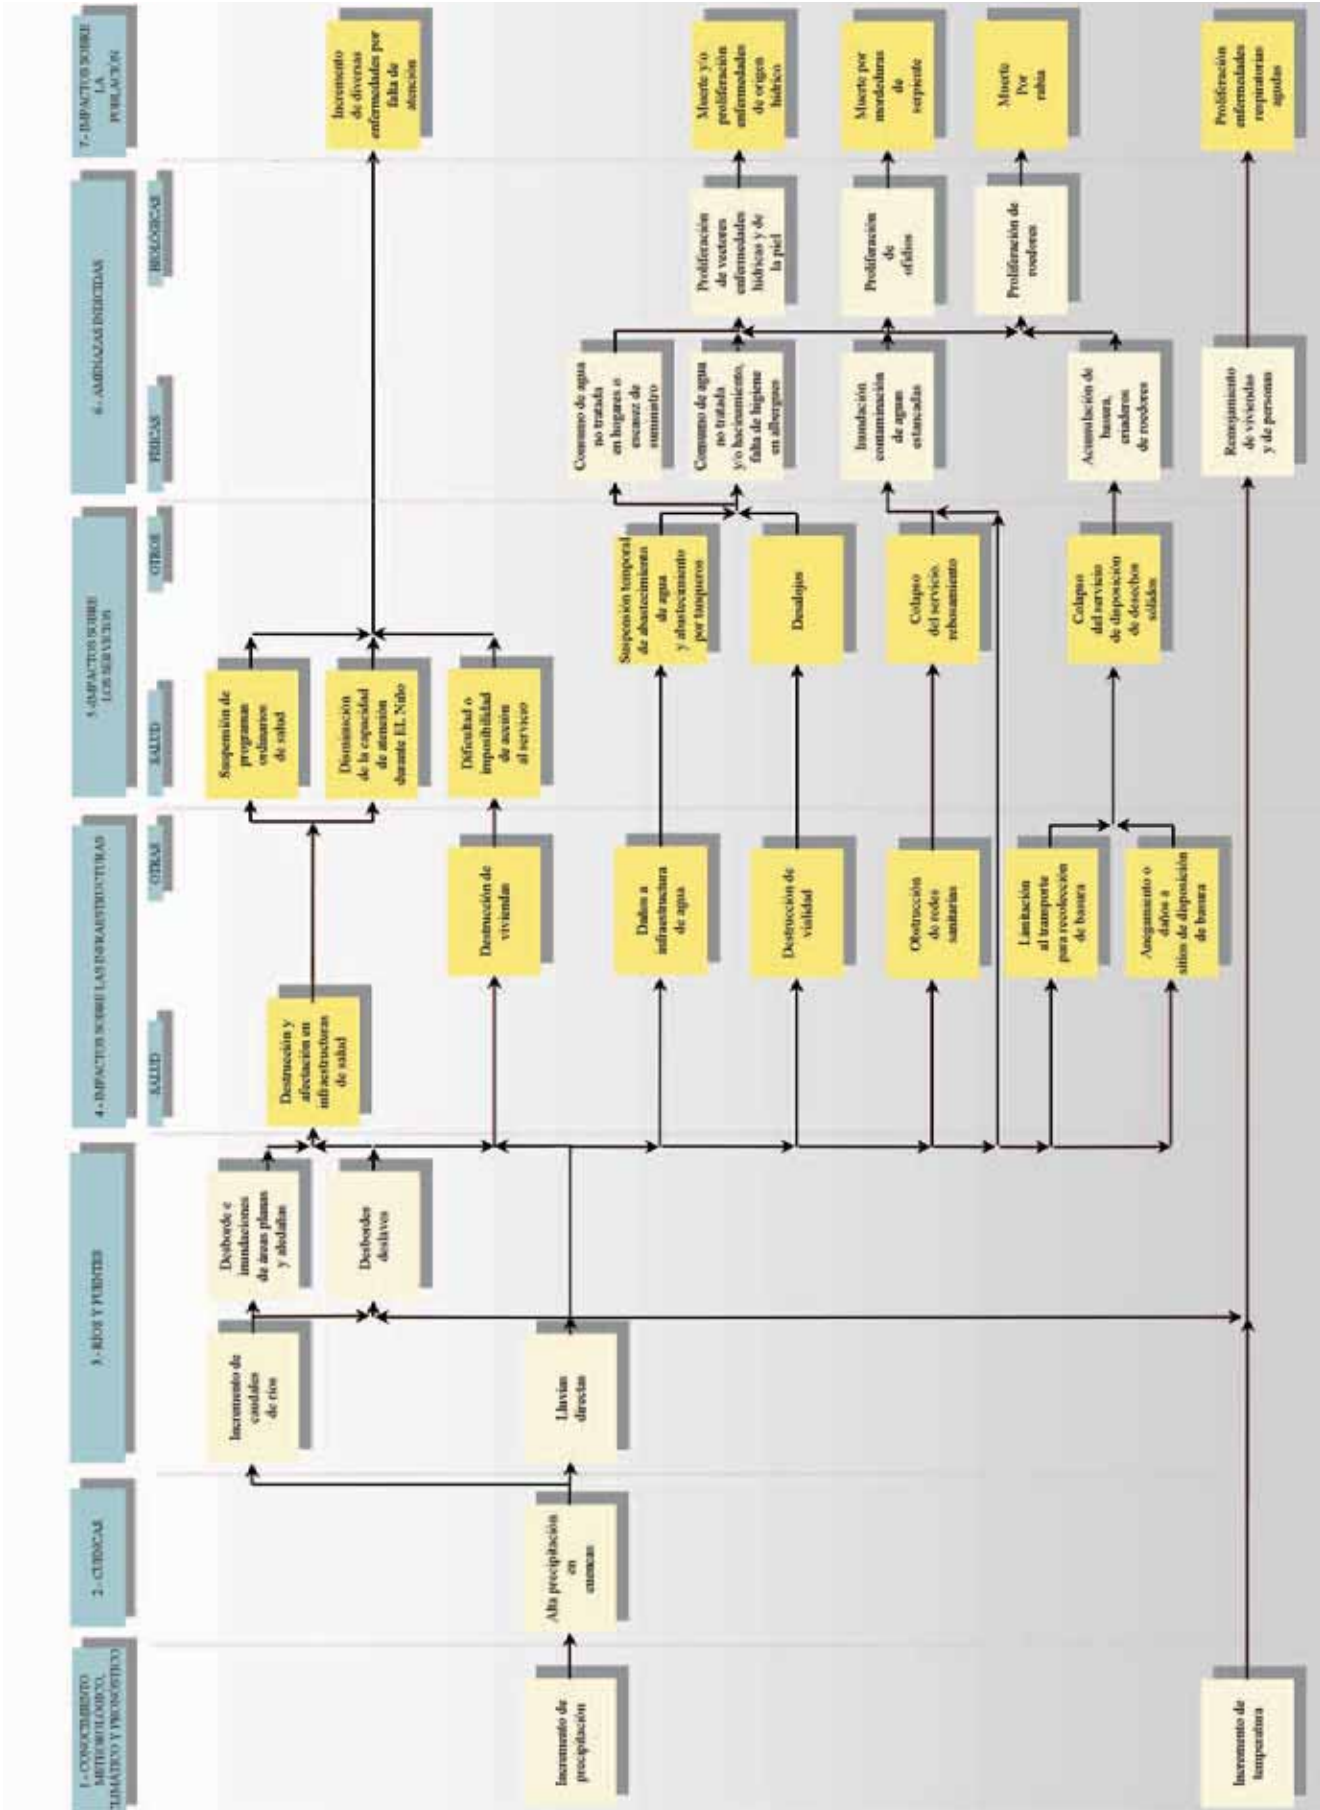 1 - CONOCIMIENTO
METEOROLÓGICO,
CLIMÁTICO Y PRONÓSTICO
2 - CUENCAS
3 - RÍOS Y FUENTES
4 - IMPACTOS SOBRE LAS INFRAESTRUCTURAS
SALUD
OTRAS
5 - IMPACTOS SOBRE
LOS SERVICIOS
SALUD
OTROS
6 - AMENAZAS INDUCIDAS
FÍSICAS
BIOLÓGICAS
7 - IMPACTOS SOBRE
LA
POBLACIÓN
Incremento de
precipitación
Incremento de
temperatura
Alta precipitación
en
cuencas
Incremento de
caudales
de ríos
Lluvias
directas
Desborde e
inundaciones
de áreas planas
y aledañas
Desbordes
deslaves
Destrucción y
afectación en
infraestructuras
de salud
Destrucción de
viviendas
Daños a
infraestructura
de agua
Destrucción de
vialidad
Obstrucción
de redes
sanitarias
Limitación
al transporte
para recolección
de basura
Anegamiento o
daños a
sitios de disposición
de basura
Suspensión de
programas
ordinarios
de salud
Disminución
de la capacidad
de atención
durante EL Niño
Dificultad o
imposibilidad
de acción
al servicio
Suspensión temporal
de abastecimiento
de agua
y abastecimiento
por tanqueros
Desalojos
Colapso
del servicio.
rebosamiento
Colapso
del servicio
de disposición
de desechos
sólidos
Consumo de agua
no tratada
en hogares o
escasez de
suministro
Consumo de agua
no tratada
y/o hacinamiento,
falta de higiene
en albergues
Inundación
contaminación
de aguas
estancadas
Acumulación de
basura,
criaderos
de roedores
Remojamiento
de viviendas
y de personas
Proliferación
de vectores
enfermedades
hídricas y de
la piel
Proliferación
de
ofidios
Proliferación de
roedores
Incremento
de diversas
enfermedades por
falta de
atención
Muerte y/o
proliferación
enfermedades
de origen
hídrico
Muerte por
mordeduras
de
serpiente
Muerte
Por
rabia
Proliferación
enfermedades
respiratorias
agudas